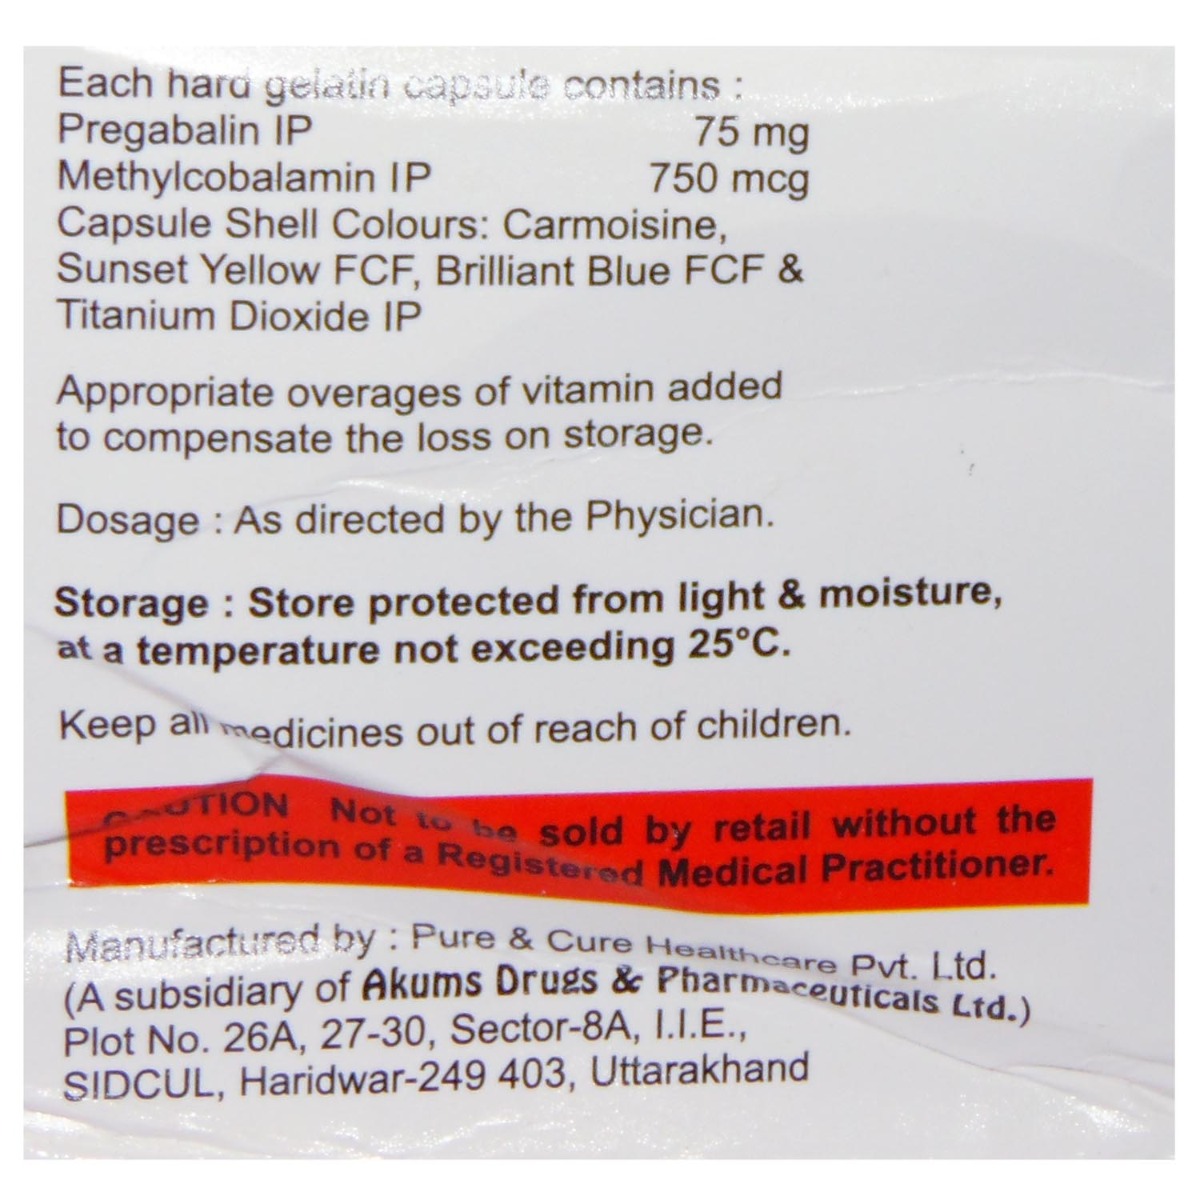 Each hard gelatin capsule contains :
Pregabalin IP 75 mg
Methylcobalamin IP 750 mcg
Capsule Shell Colours: Carmoisine,
Sunset Yellow FCF, Brilliant Blue FCF &
Titanium Dioxide IP
Appropriate overages of vitamin added
to compensate the loss on storage.
Dosage : As directed by the Physician.
Storage : Store protected from light & moisture,
at a temperature not exceeding 25°C.
Keep all medicines out of reach of children.
CAUTION Not to be sold by retail without the
prescription of a Registered Medical Practitioner.
Manufactured by : Pure & Cure Healthcare Pvt. Ltd.
(A subsidiary of Akums Drugs & Pharmaceuticals Ltd.)
Plot No. 26A, 27-30, Sector-8A, I.I.E.,
SIDCUL, Haridwar-249 403, Uttarakhand